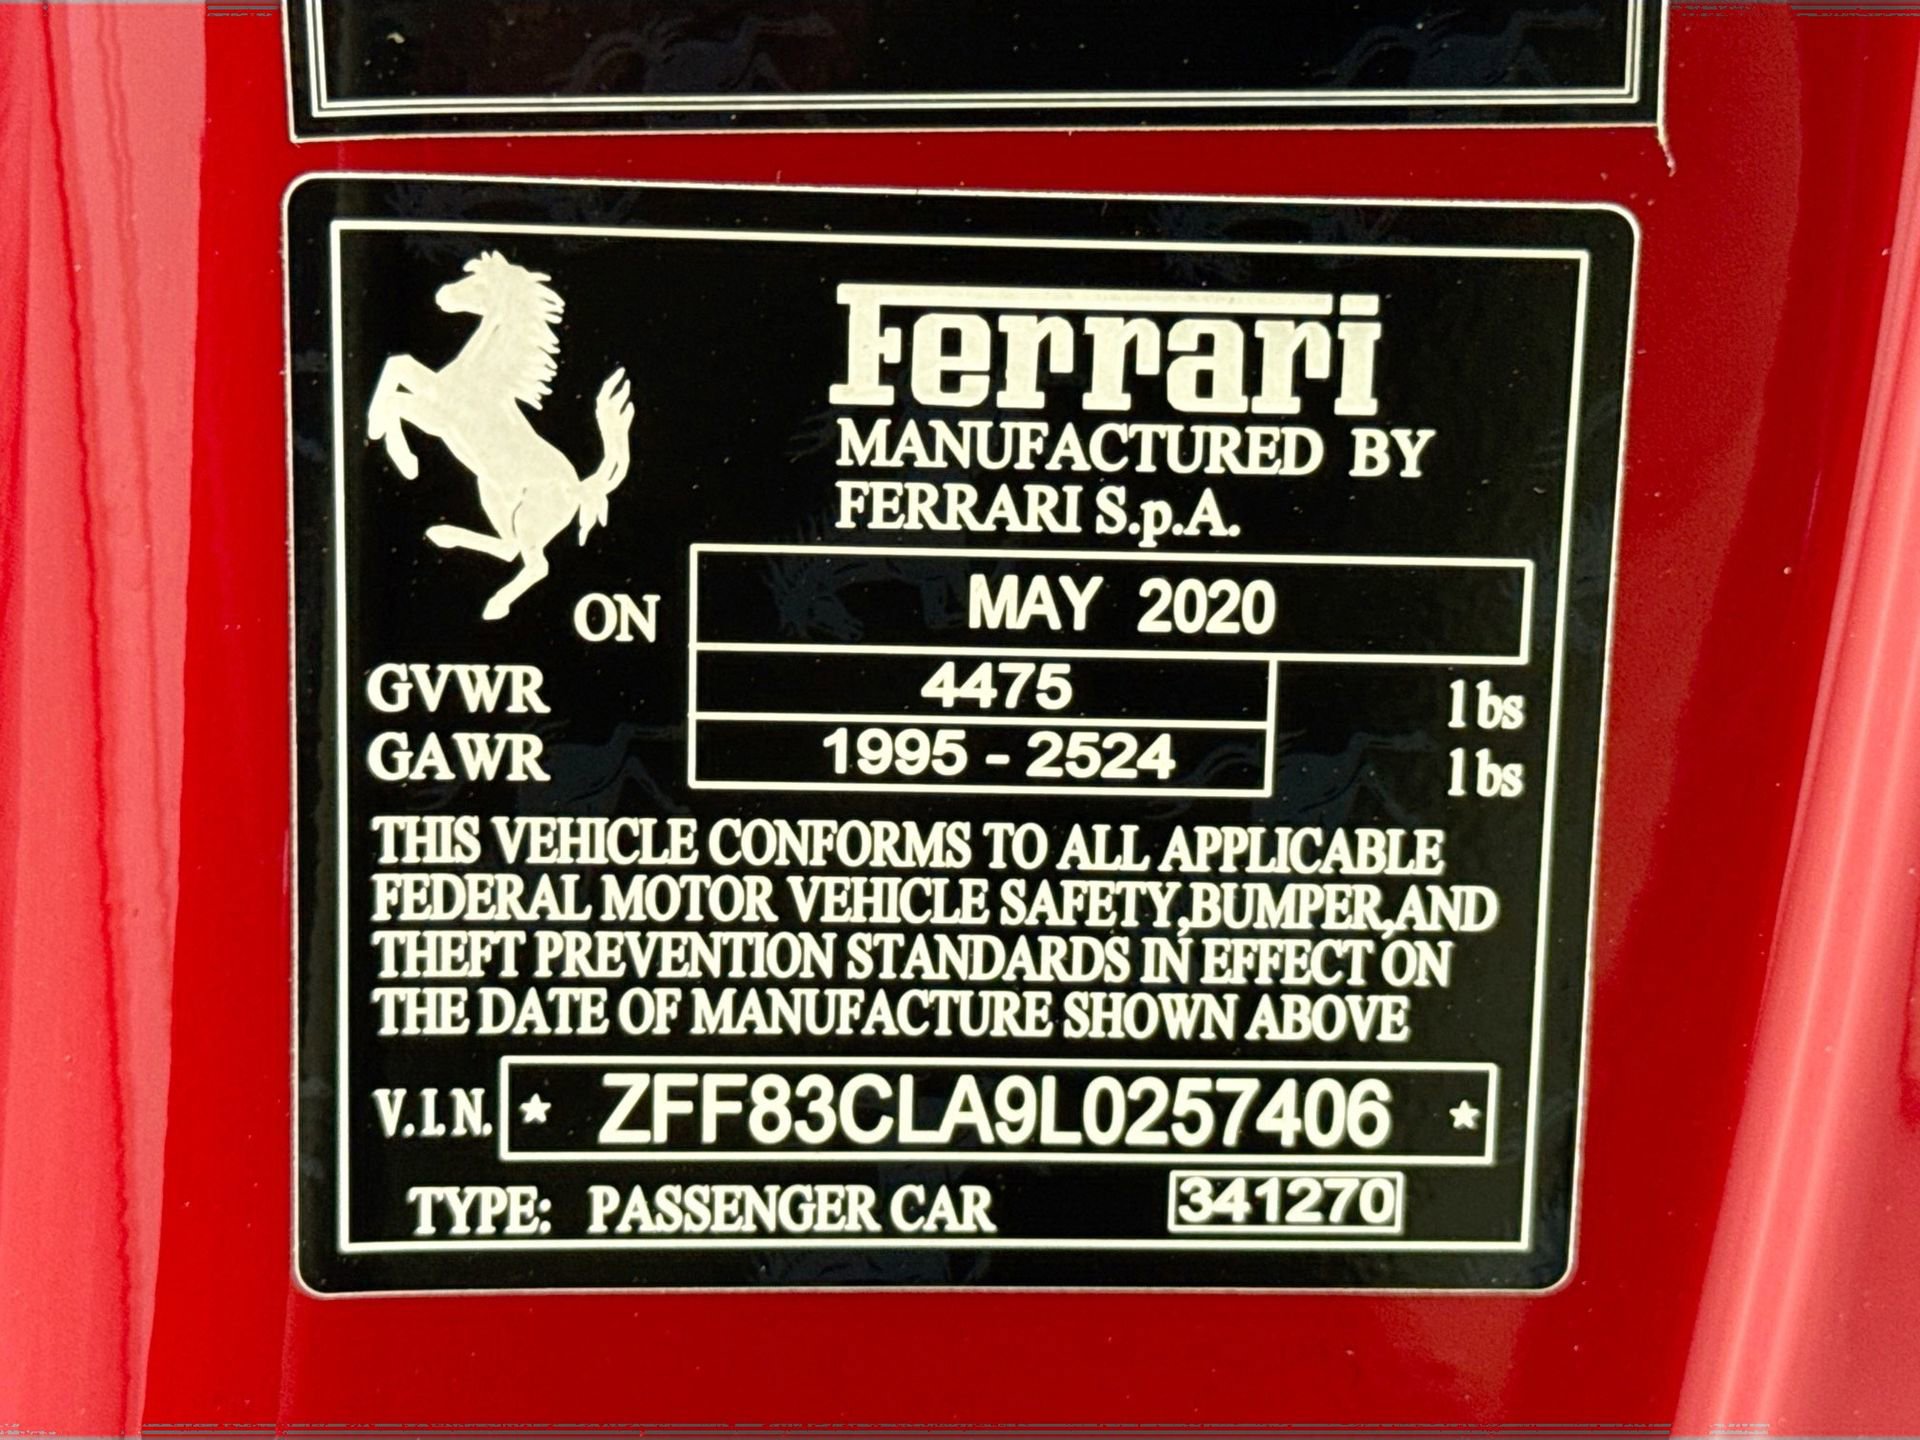 Ferrari
MANUFACTURED BY
FERRARI S.p.A.
ON MAY 2020
GVWR 4475 lbs
GAWR 1995 - 2524 lbs
THIS VEHICLE CONFORMS TO ALL APPLICABLE
FEDERAL MOTOR VEHICLE SAFETY,BUMPER,AND
THEFT PREVENTION STANDARDS IN EFFECT ON
THE DATE OF MANUFACTURE SHOWN ABOVE
V.I.N. ★ ZFF83CLA9L0257406 ★
TYPE: PASSENGER CAR 341270